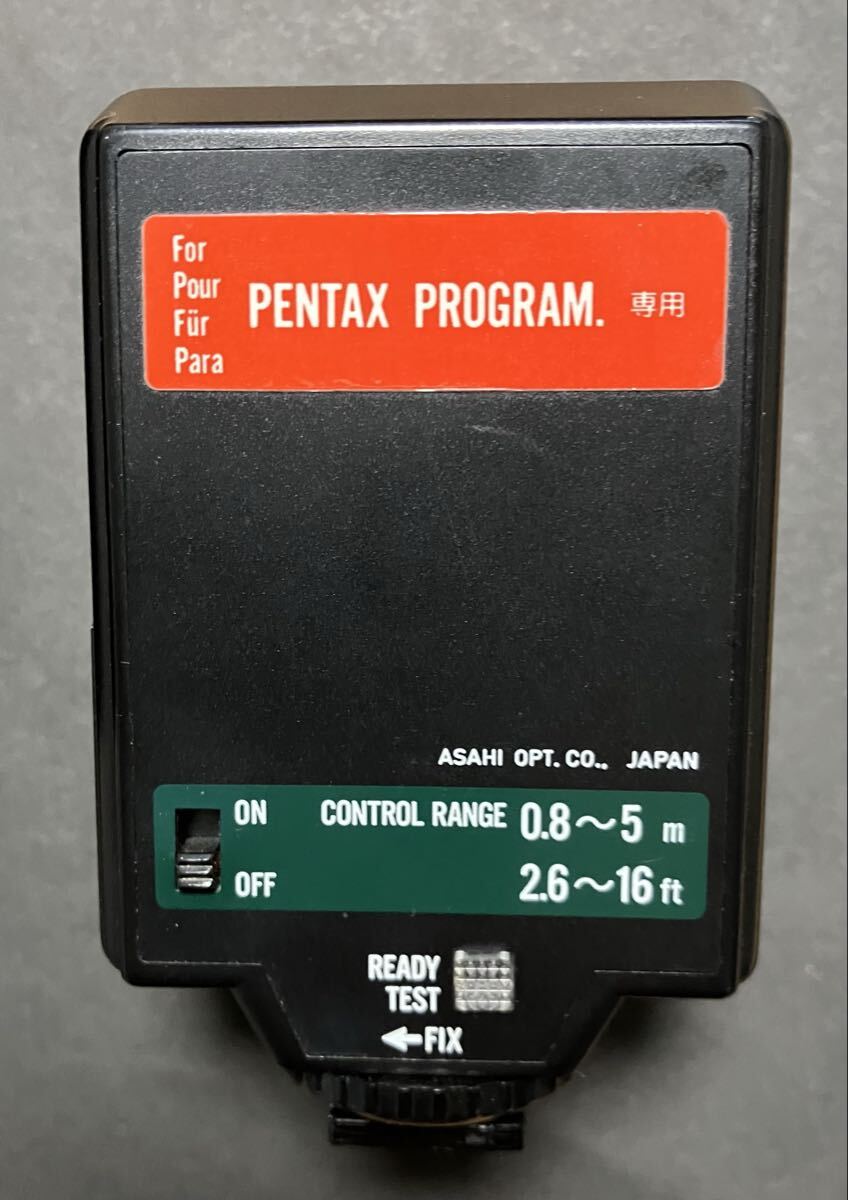 For
Pour
Für
Para
PENTAX PROGRAM. 専用
ASAHI OPT. CO., JAPAN
ON
OFF
CONTROL RANGE 0.8~5 m
2.6~16 ft
READY
TEST
←FIX